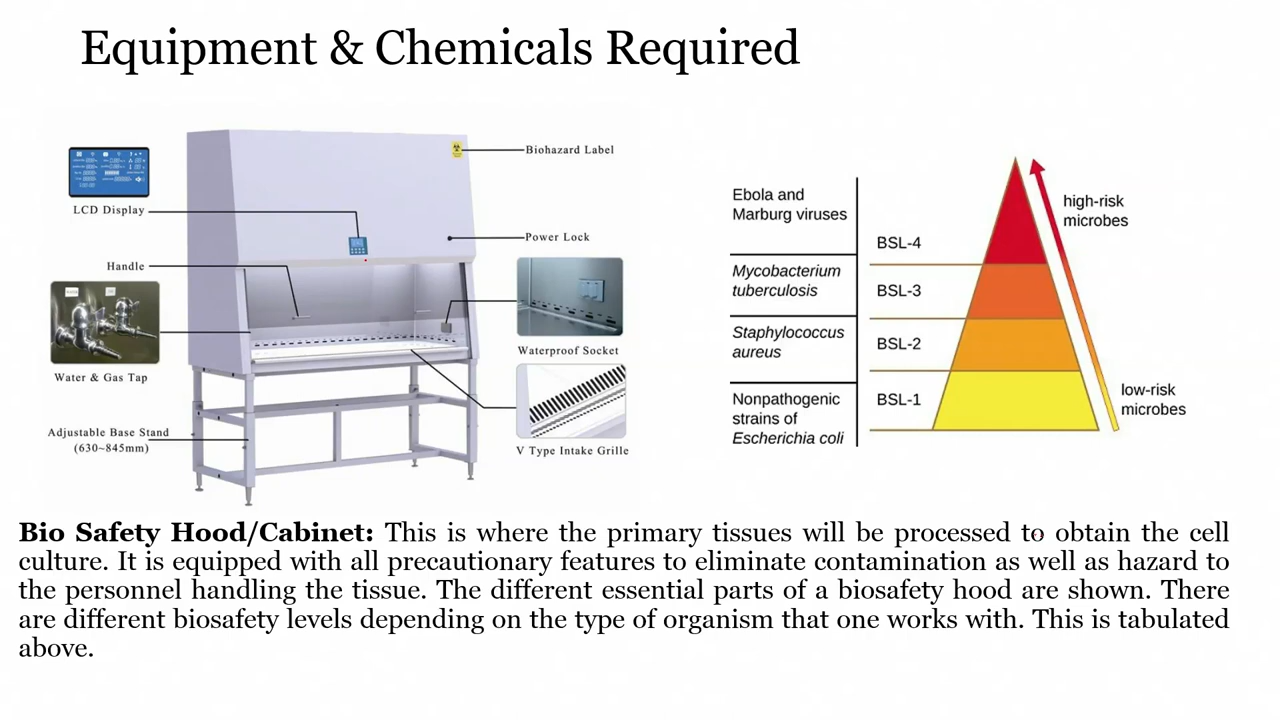 Equipment & Chemicals Required
LCD Display
Handle
Water & Gas Tap
Adjustable Base Stand
(630~845mm)
Biohazard Label
Power Lock
Waterproof Socket
V Type Intake Grille
Ebola and
Marburg viruses
Mycobacterium
tuberculosis
Staphylococcus
aureus
Nonpathogenic
strains of
Escherichia coli
BSL-4
BSL-3
BSL-2
BSL-1
high-risk
microbes
low-risk
microbes
Bio Safety Hood/Cabinet: This is where the primary tissues will be processed to obtain the cell
culture. It is equipped with all precautionary features to eliminate contamination as well as hazard to
the personnel handling the tissue. The different essential parts of a biosafety hood are shown. There
are different biosafety levels depending on the type of organism that one works with. This is tabulated
above.